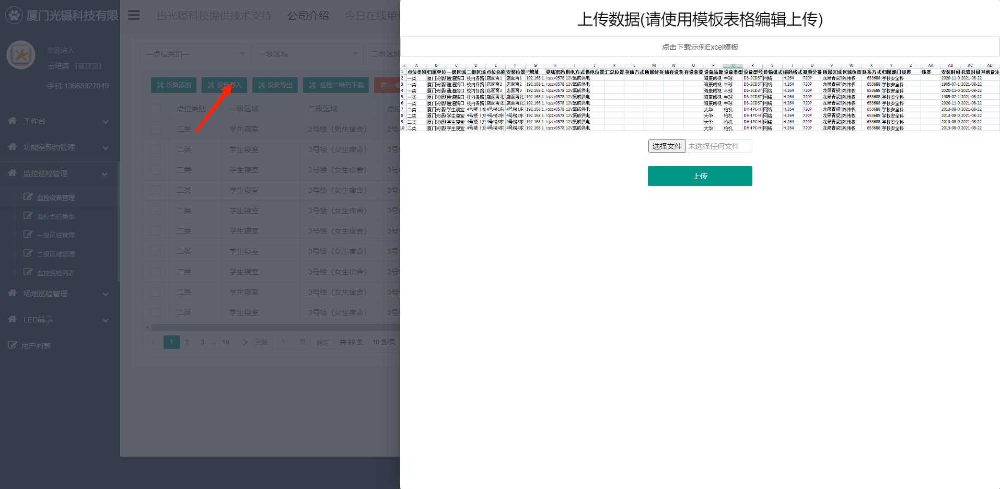 厦门光镊科技有限
由光镊科技提供技术支持 公司介绍 今日在线单位
欢迎进入
王培森 【管理员】
手机:13665927849
工作台
功能室预约管理
监控巡检管理
监控设备管理
监控点位类别
一级区域管理
二级区域管理
监控巡检列表
场地巡检管理
LED展示
用户列表
—点位类别— 一级区域 二级区域
设备添加 设备导入 设备导出 巡检二维码下载
点位类别 一级区域 二级区域 点位
二类 学生寝室 2号楼（男生宿舍） 2号
二类 学生寝室 3号楼（女生宿舍） 3号
二类 学生寝室 3号楼（女生宿舍） 3号
二类 学生寝室 3号楼（女生宿舍） 3号
二类 学生寝室 3号楼（女生宿舍） 3号
二类 学生寝室 3号楼（女生宿舍） 3号
二类 学生寝室 3号楼（女生宿舍） 3号
二类 学生寝室 3号楼（女生宿舍） 3号
二类 学生寝室 3号楼（女生宿舍） 3号
二类 学生寝室 3号楼（女生宿舍） 3号
1 2 3 … 10 到第 1 页 确定 共 99 条 10 条/页
上传数据(请使用模板表格编辑上传)
点击下载示例Excel模板
A B C D E F G H I J K L M N O P Q R S T U V W X Y Z AA AB AC AD
1 点位类别 归属单位 一级区域 二级区域 点位名称 安装位置 IP地址 登陆密码 供电方式 供电位置 汇总位置 存储方式 所属储存 储存设备 存设备登 设备品牌 设备类型 设备型号 传输模式 编码格式 视频分辨 所属区域 区域负责 联系方式 归属部门 经度 纬度 安装时间 托管时间 其他备注
2 一类 厦门光镊 通道路口 校内各路 店面南1 店面南1 192.168.1. lqzzx0578 12V集成供电 海康威视 半球 DS-2CD3T 网络 H.264 720P 龙泉青瓷 陈伟权 653688 学校安全科 2020-11-0 2021-08-22
3 一类 厦门光镊 通道路口 校内各路 店面南2 店面南2 192.168.1. lqzzx0578 12V集成供电 海康威视 半球 DS-2CD3T 网络 H.264 720P 龙泉青瓷 陈伟权 653688 学校安全科 1905-07-1 2021-08-22
4 一类 厦门光镊 通道路口 校内各路 店面南3 店面南3 192.168.1. lqzzx0578 12V集成供电 海康威视 半球 DS-2CD3T 网络 H.264 720P 龙泉青瓷 陈伟权 653688 学校安全科 2020-11-0 2021-08-22
5 一类 厦门光镊 通道路口 校内各路 店面南北 店面南北 192.168.1. lqzzx0578 12V集成供电 海康威视 半球 DS-2CD3T 网络 H.264 720P 龙泉青瓷 陈伟权 653688 学校安全科 1905-07-1 2021-08-22
6 一类 厦门光镊 通道路口 校内各路 店面南北 店面南北 192.168.1. lqzzx0578 12V集成供电 海康威视 半球 DS-2CD3T 网络 H.264 720P 龙泉青瓷 陈伟权 653688 学校安全科 2020-11-0 2021-08-22
7 二类 厦门光镊 学生寝室 4号楼（女 4号楼1东 4号楼1东 192.168.1. lqzzx0578 12V集成供电 大华 枪机 DH-IPC-HF 网络 H.264 720P 龙泉青瓷 陈伟权 653688 学校安全科 2013-08-0 2021-08-22
8 二类 厦门光镊 学生寝室 4号楼（女 4号楼2东 4号楼2东 192.168.1. lqzzx0578 12V集成供电 大华 枪机 DH-IPC-HF 网络 H.264 720P 龙泉青瓷 陈伟权 653688 学校安全科 2013-08-0 2021-08-22
9 二类 厦门光镊 学生寝室 4号楼（女 4号楼3东 4号楼3东 192.168.1. lqzzx0578 12V集成供电 大华 枪机 DH-IPC-HF 网络 H.264 720P 龙泉青瓷 陈伟权 653688 学校安全科 2013-08-0 2021-08-22
10 二类 厦门光镊 学生寝室 4号楼（女 4号楼4东 4号楼4东 192.168.1. lqzzx0578 12V集成供电 大华 枪机 DH-IPC-HF 网络 H.264 720P 龙泉青瓷 陈伟权 653688 学校安全科 2013-08-0 2021-08-22
选择文件 未选择任何文件
上传